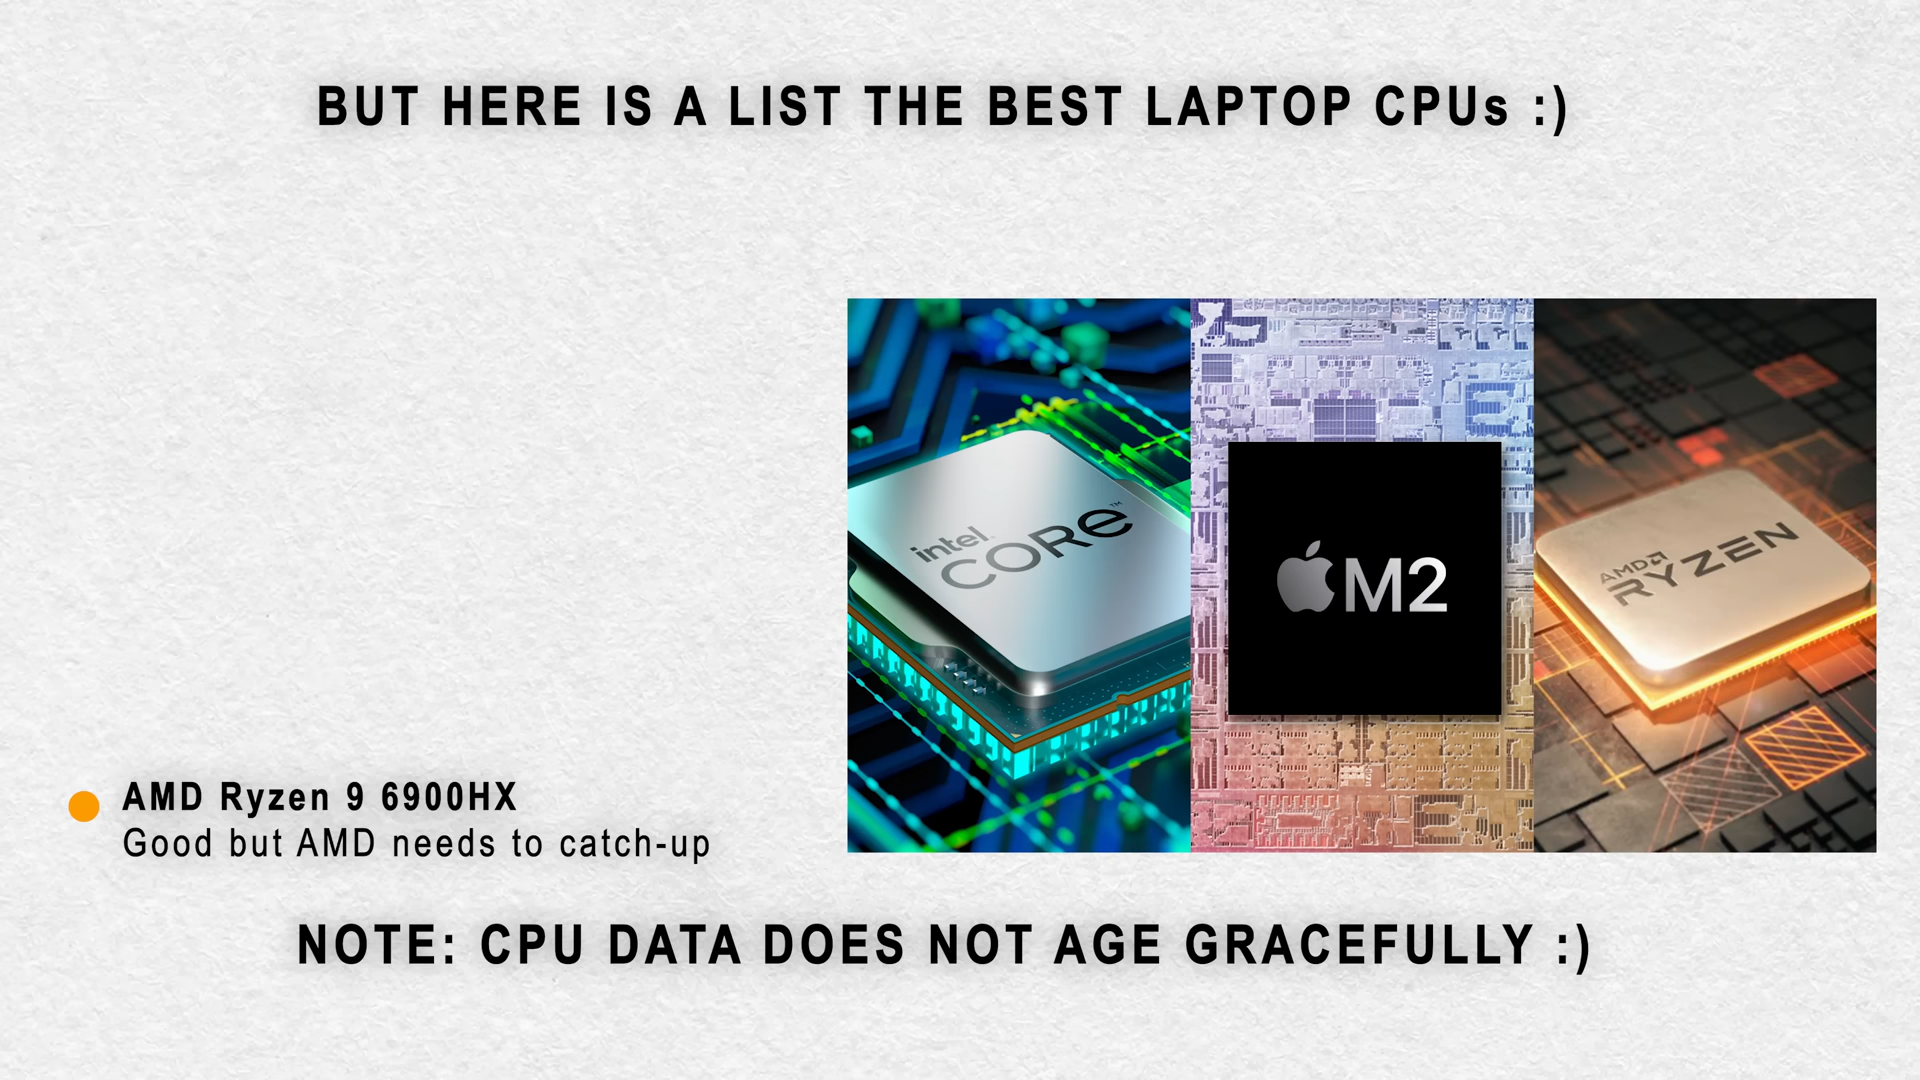 BUT HERE IS A LIST THE BEST LAPTOP CPUs :)
intel.
CORE™
M2
AMD
RYZEN
AMD Ryzen 9 6900HX
Good but AMD needs to catch-up
NOTE: CPU DATA DOES NOT AGE GRACEFULLY :)